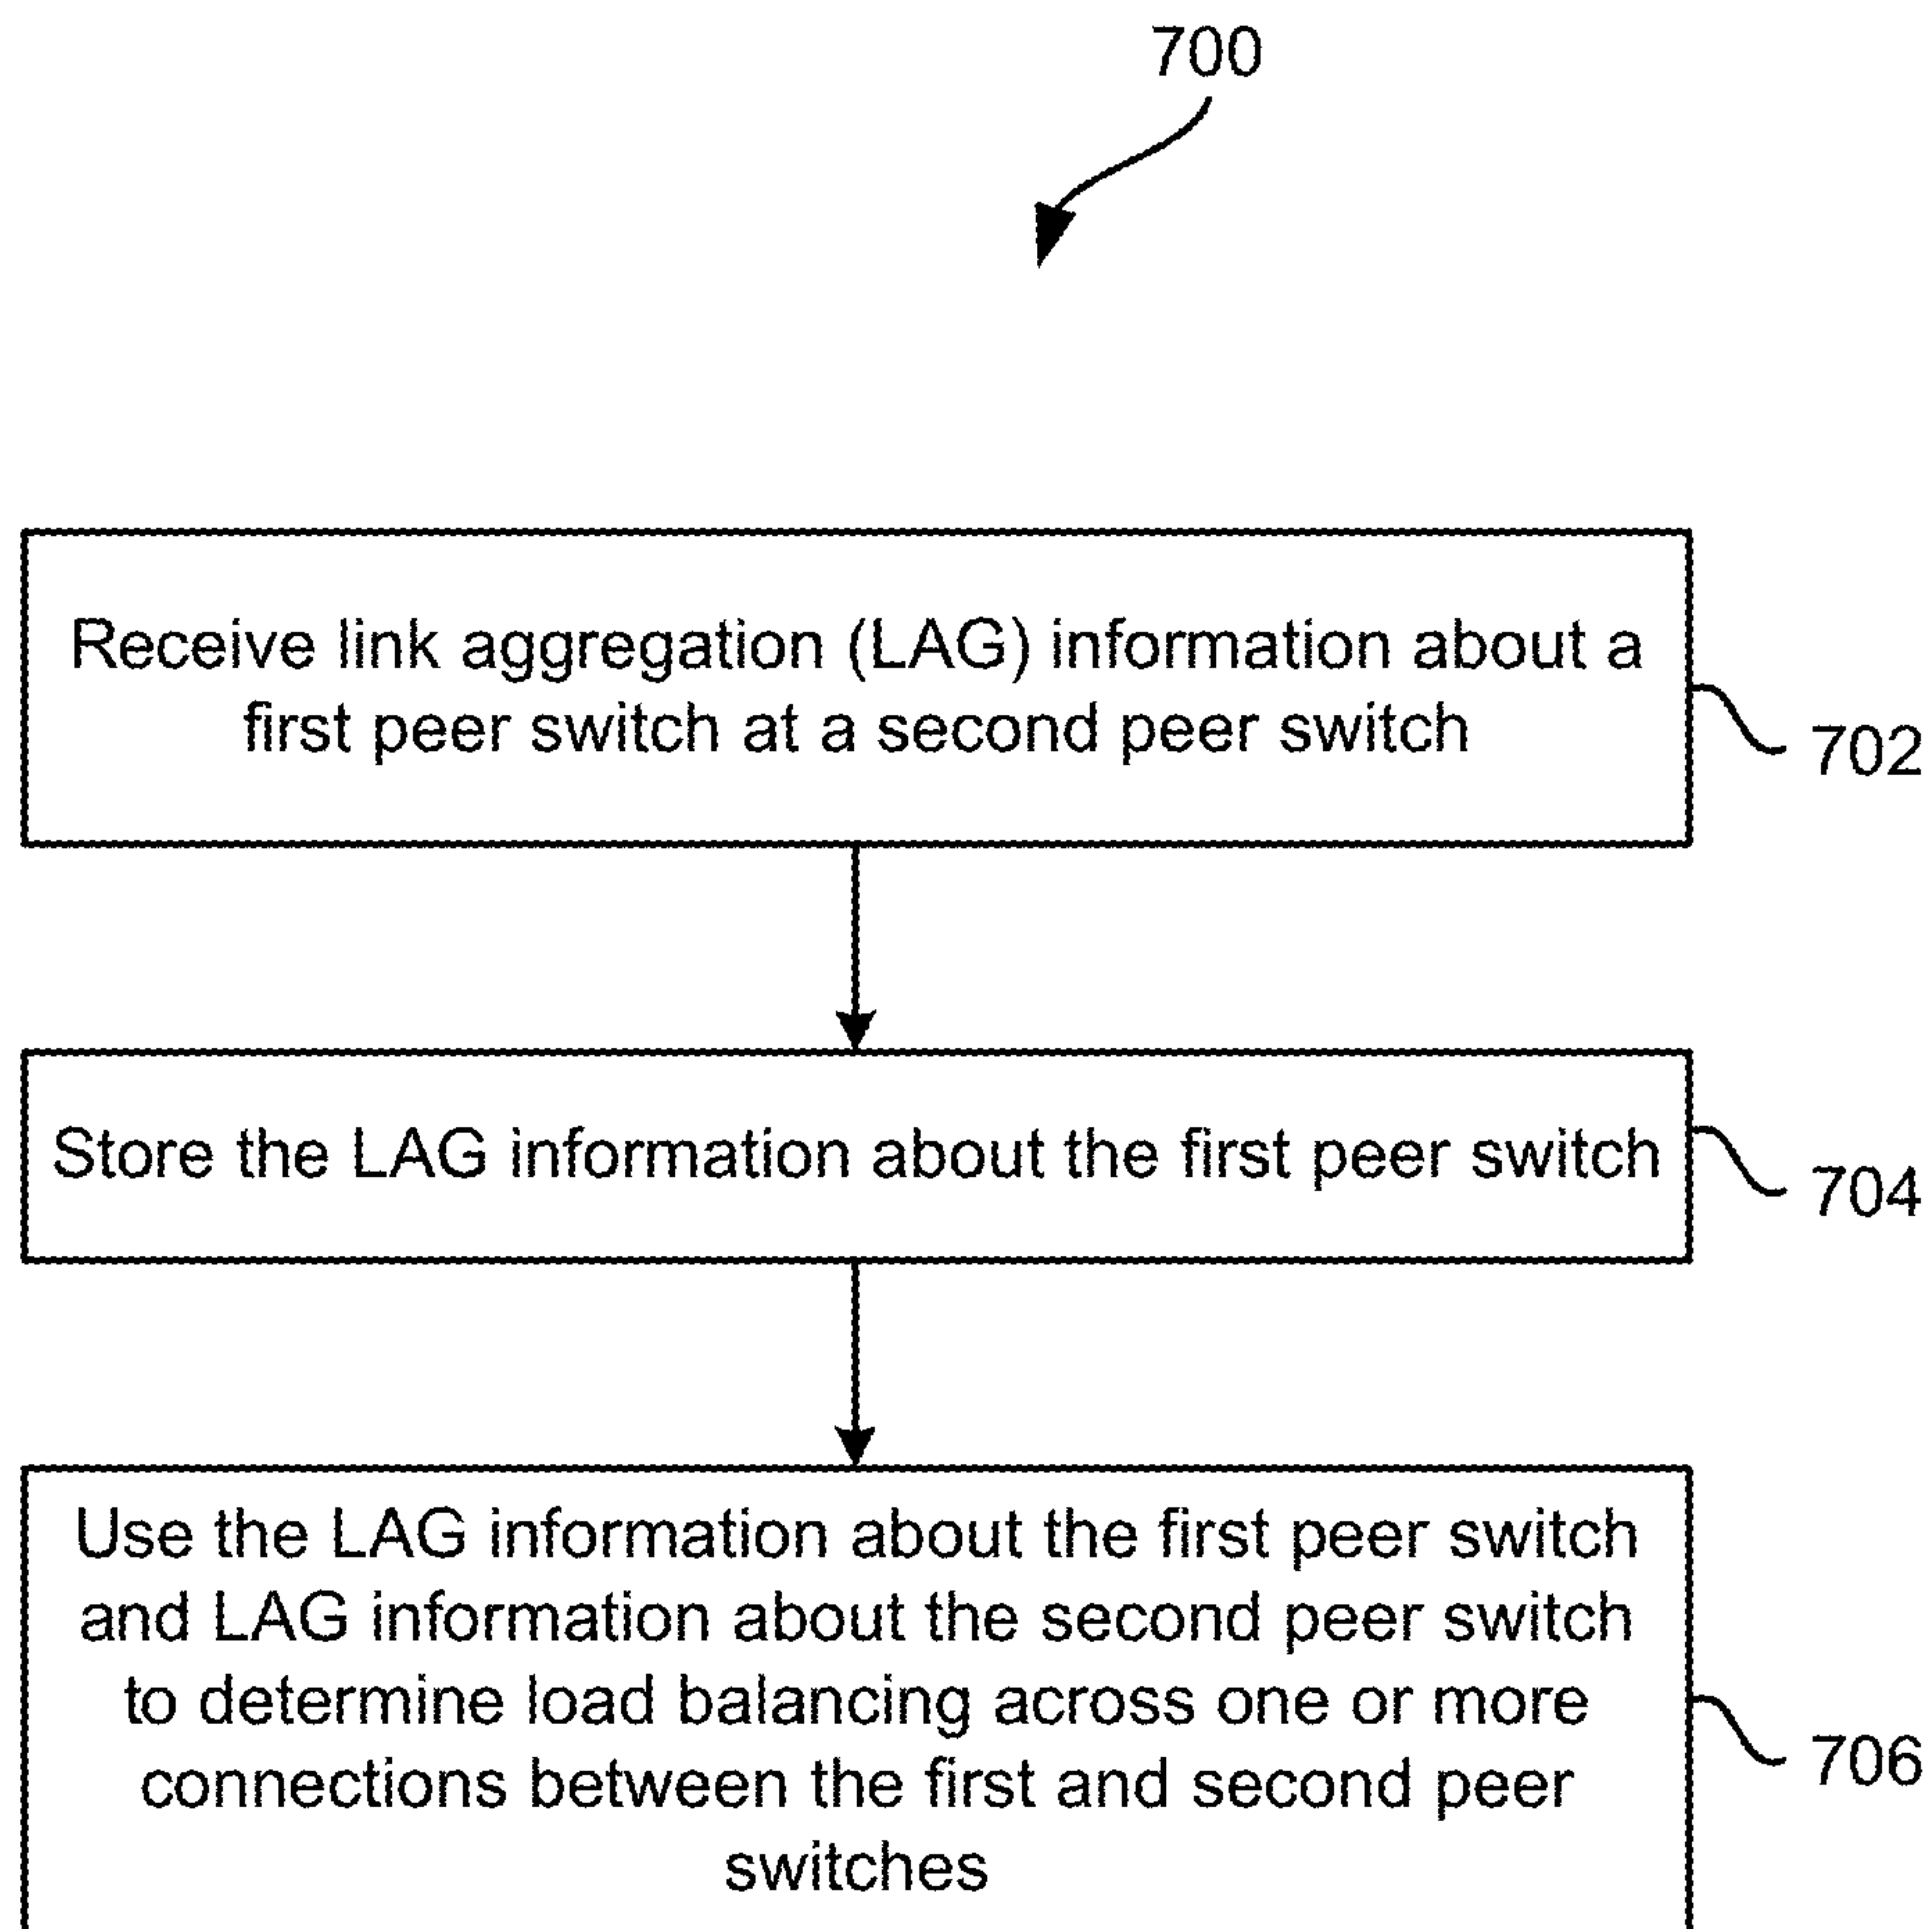 700
Receive link aggregation (LAG) information about a
first peer switch at a second peer switch
702
Store the LAG information about the first peer switch
704
Use the LAG information about the first peer switch
and LAG information about the second peer switch
to determine load balancing across one or more
connections between the first and second peer
switches
706